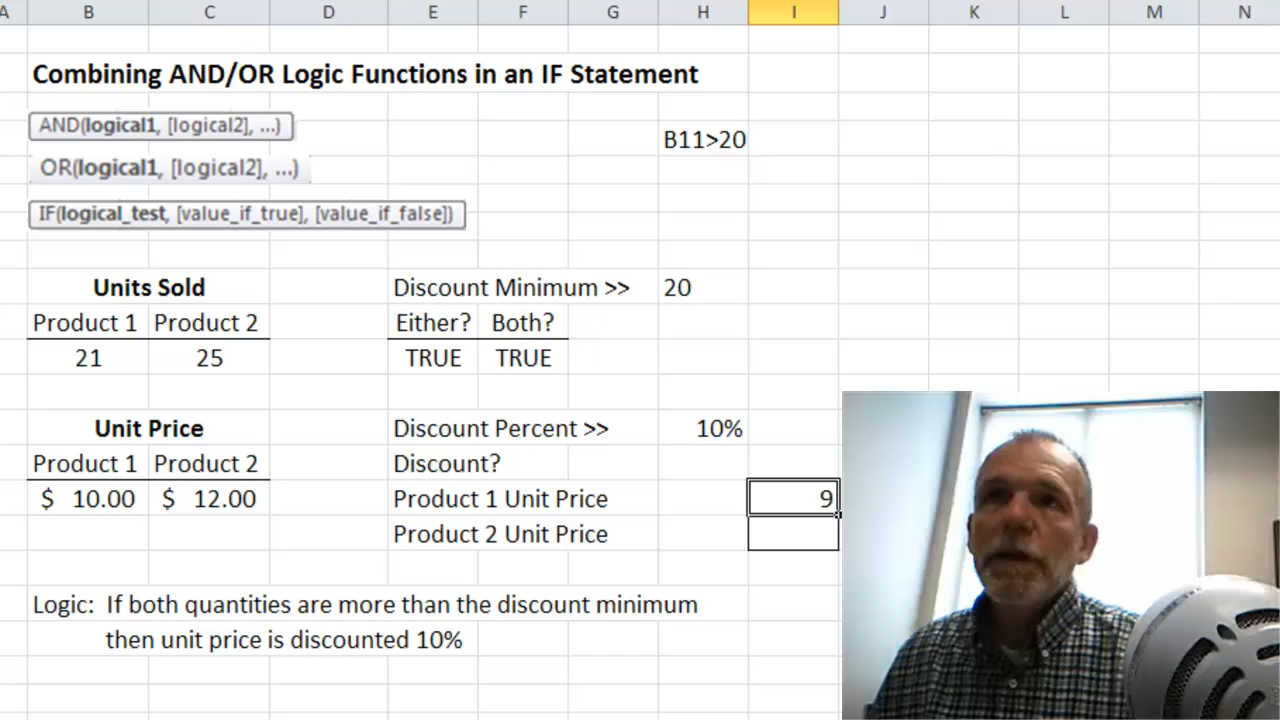 A B C D E F G H I J K L M N
Combining AND/OR Logic Functions in an IF Statement
AND(logical1, [logical2], ...)
B11>20
OR(logical1, [logical2], ...)
IF(logical_test, [value_if_true], [value_if_false])
Units Sold Discount Minimum >> 20
Product 1 Product 2 Either? Both?
21 25 TRUE TRUE
Unit Price Discount Percent >> 10%
Product 1 Product 2 Discount?
$ 10.00 $ 12.00 Product 1 Unit Price 9
Product 2 Unit Price
Logic: If both quantities are more than the discount minimum
then unit price is discounted 10%